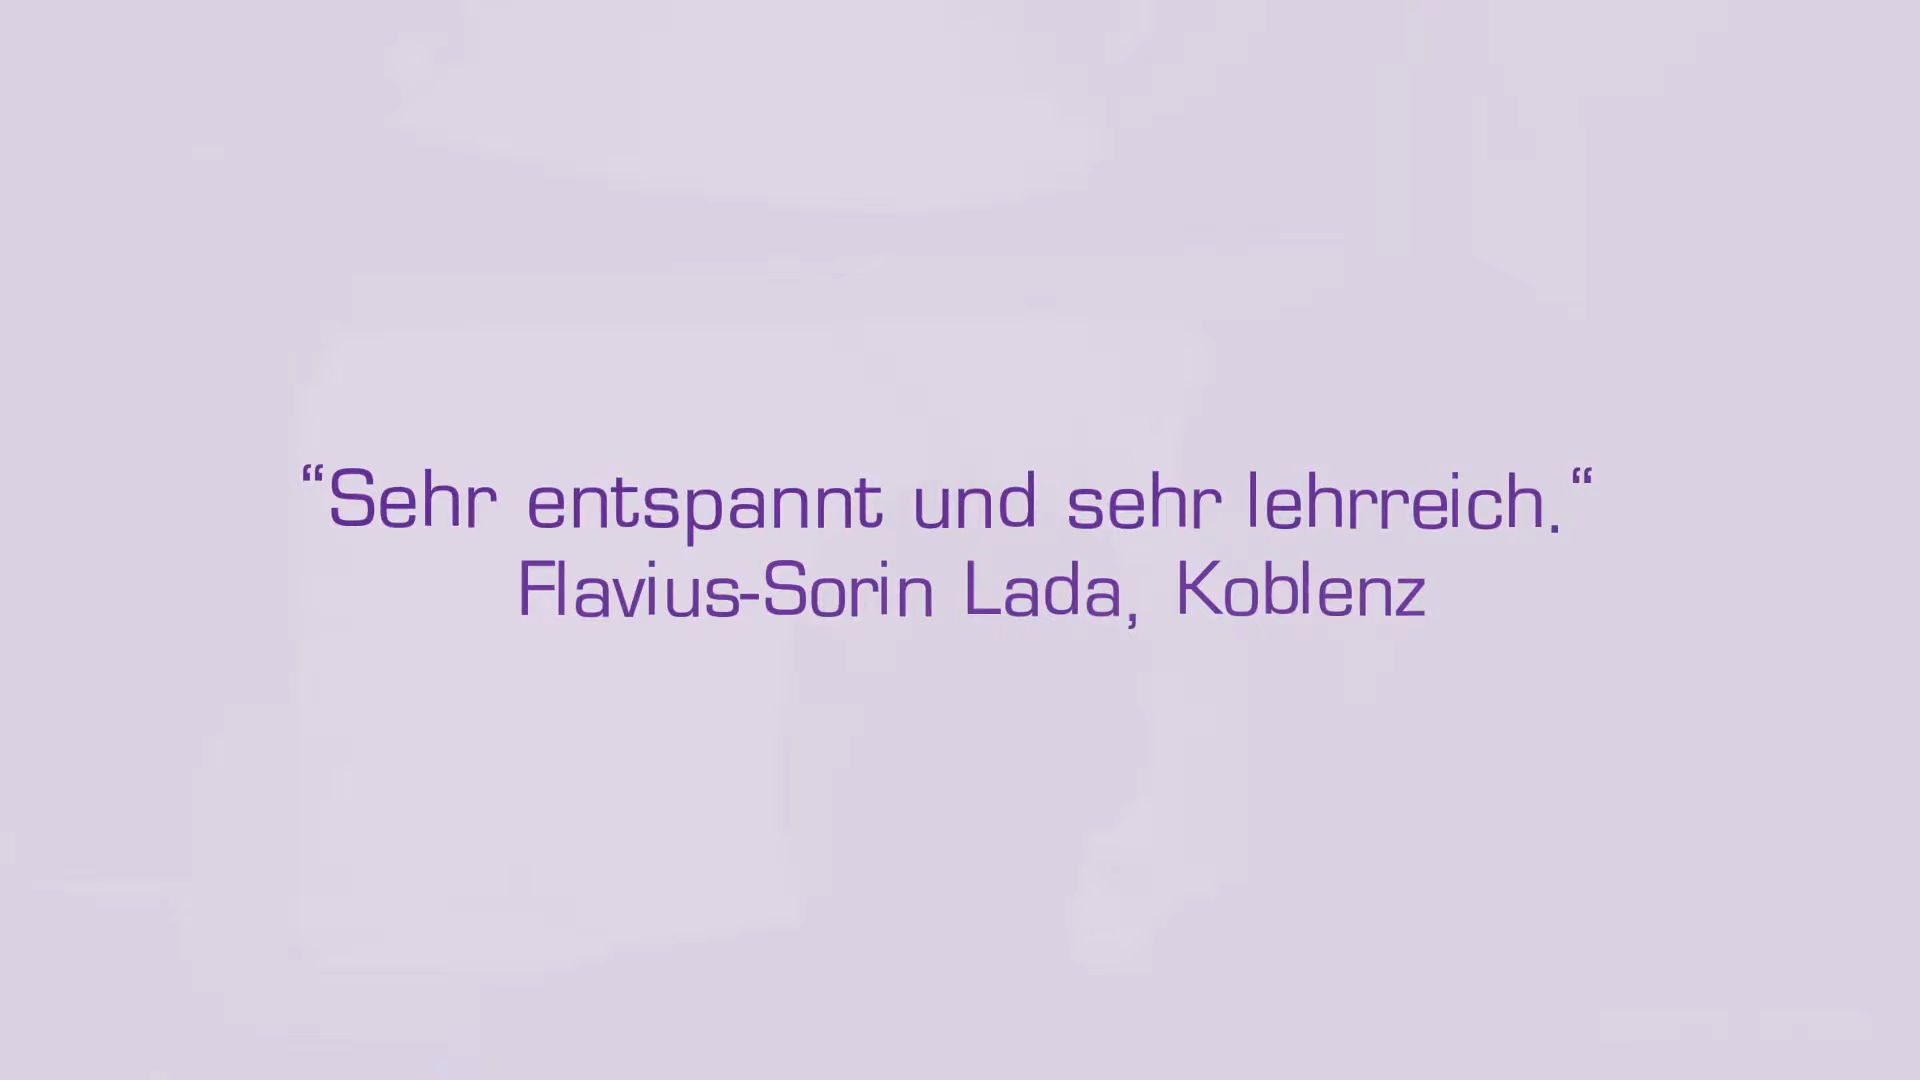 “Sehr entspannt und sehr lehrreich.“
Flavius-Sorin Lada, Koblenz